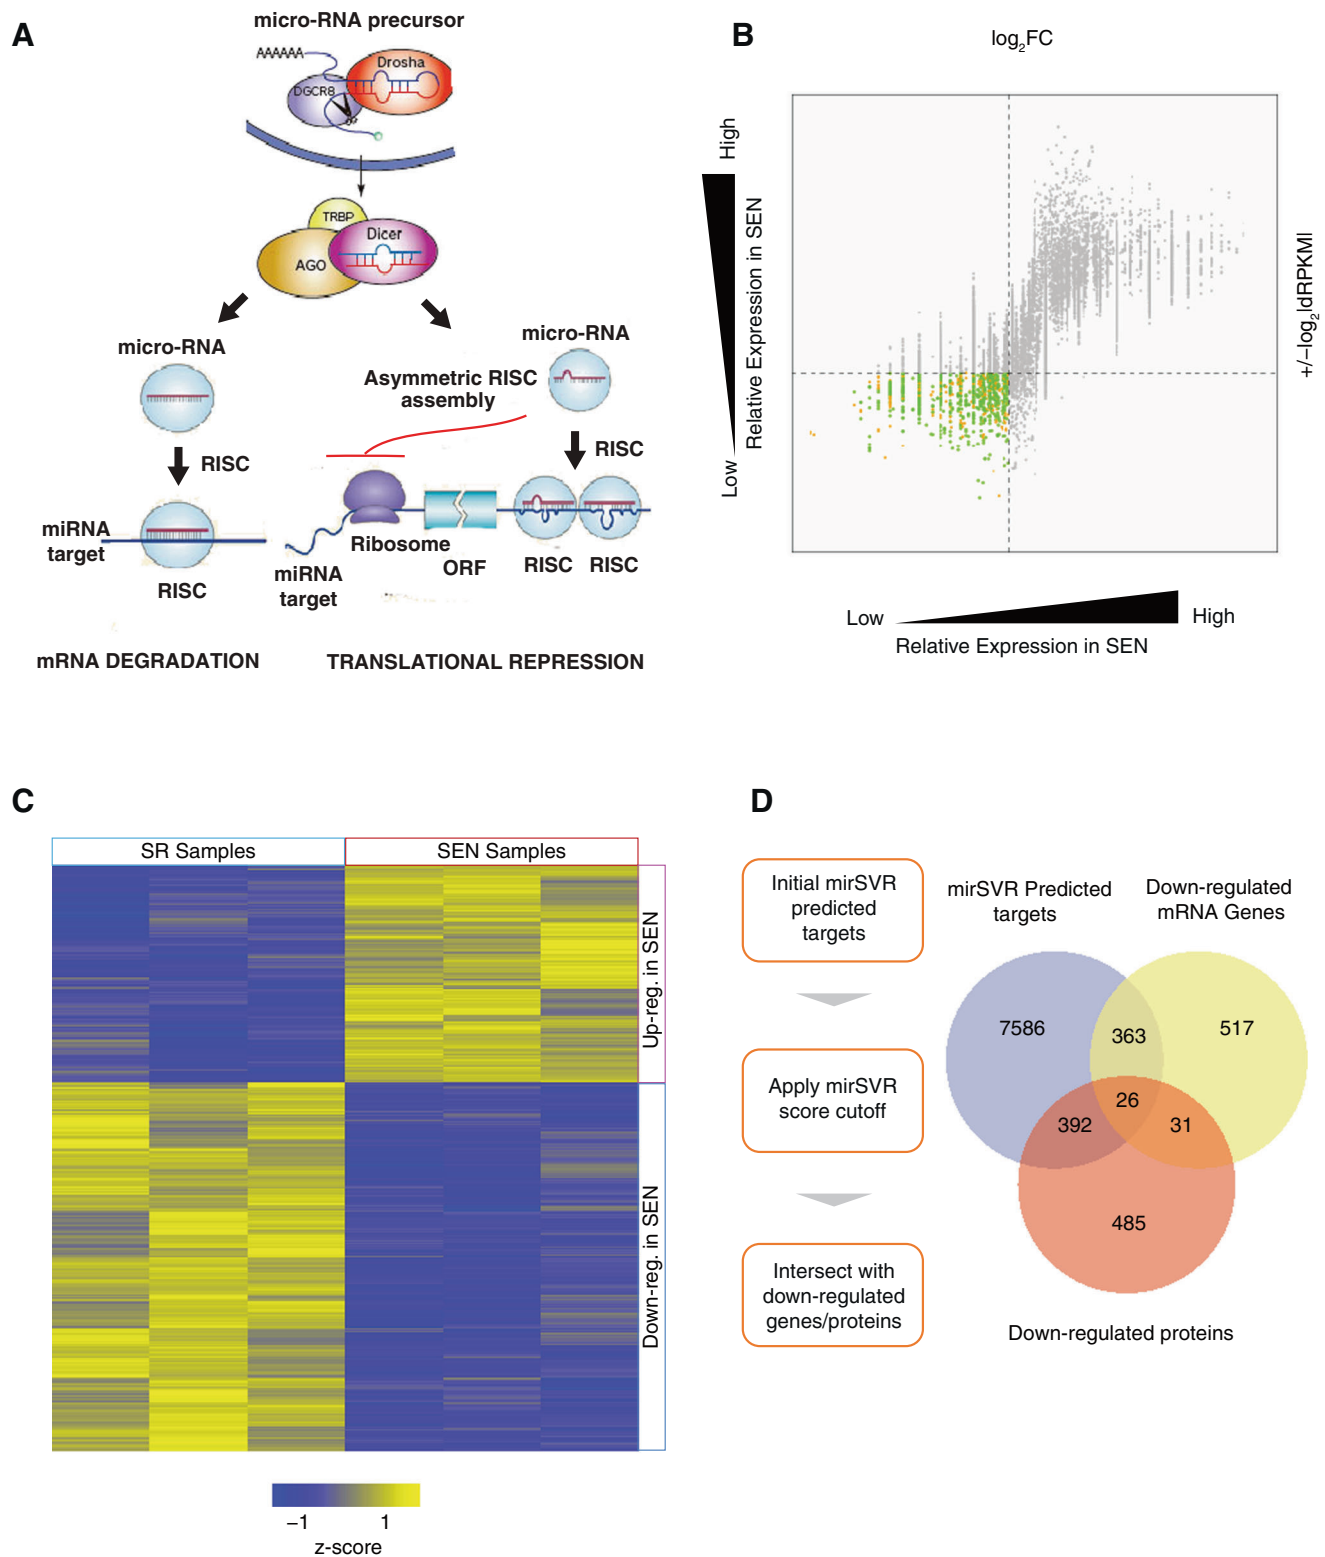 A
micro-RNA precursor
AAAAAA
Drosha
DGCR8
TRBP
Dicer
AGO
micro-RNA
micro-RNA
Asymmetric RISC
assembly
RISC
RISC
miRNA
target
Ribosome
ORF
RISC
RISC
RISC
miRNA
target
mRNA DEGRADATION
TRANSLATIONAL REPRESSION
B
log2FC
High
Relative Expression in SEN
Low
+/−log2|dRPKM|
Low
High
Relative Expression in SEN
C
SR Samples
SEN Samples
Up-reg. in SEN
Down-reg. in SEN
−1
1
z-score
D
Initial mirSVR
predicted
targets
Apply mirSVR
score cutoff
Intersect with
down-regulated
genes/proteins
mirSVR Predicted
targets
Down-regulated
mRNA Genes
7586
363
517
26
392
31
485
Down-regulated proteins